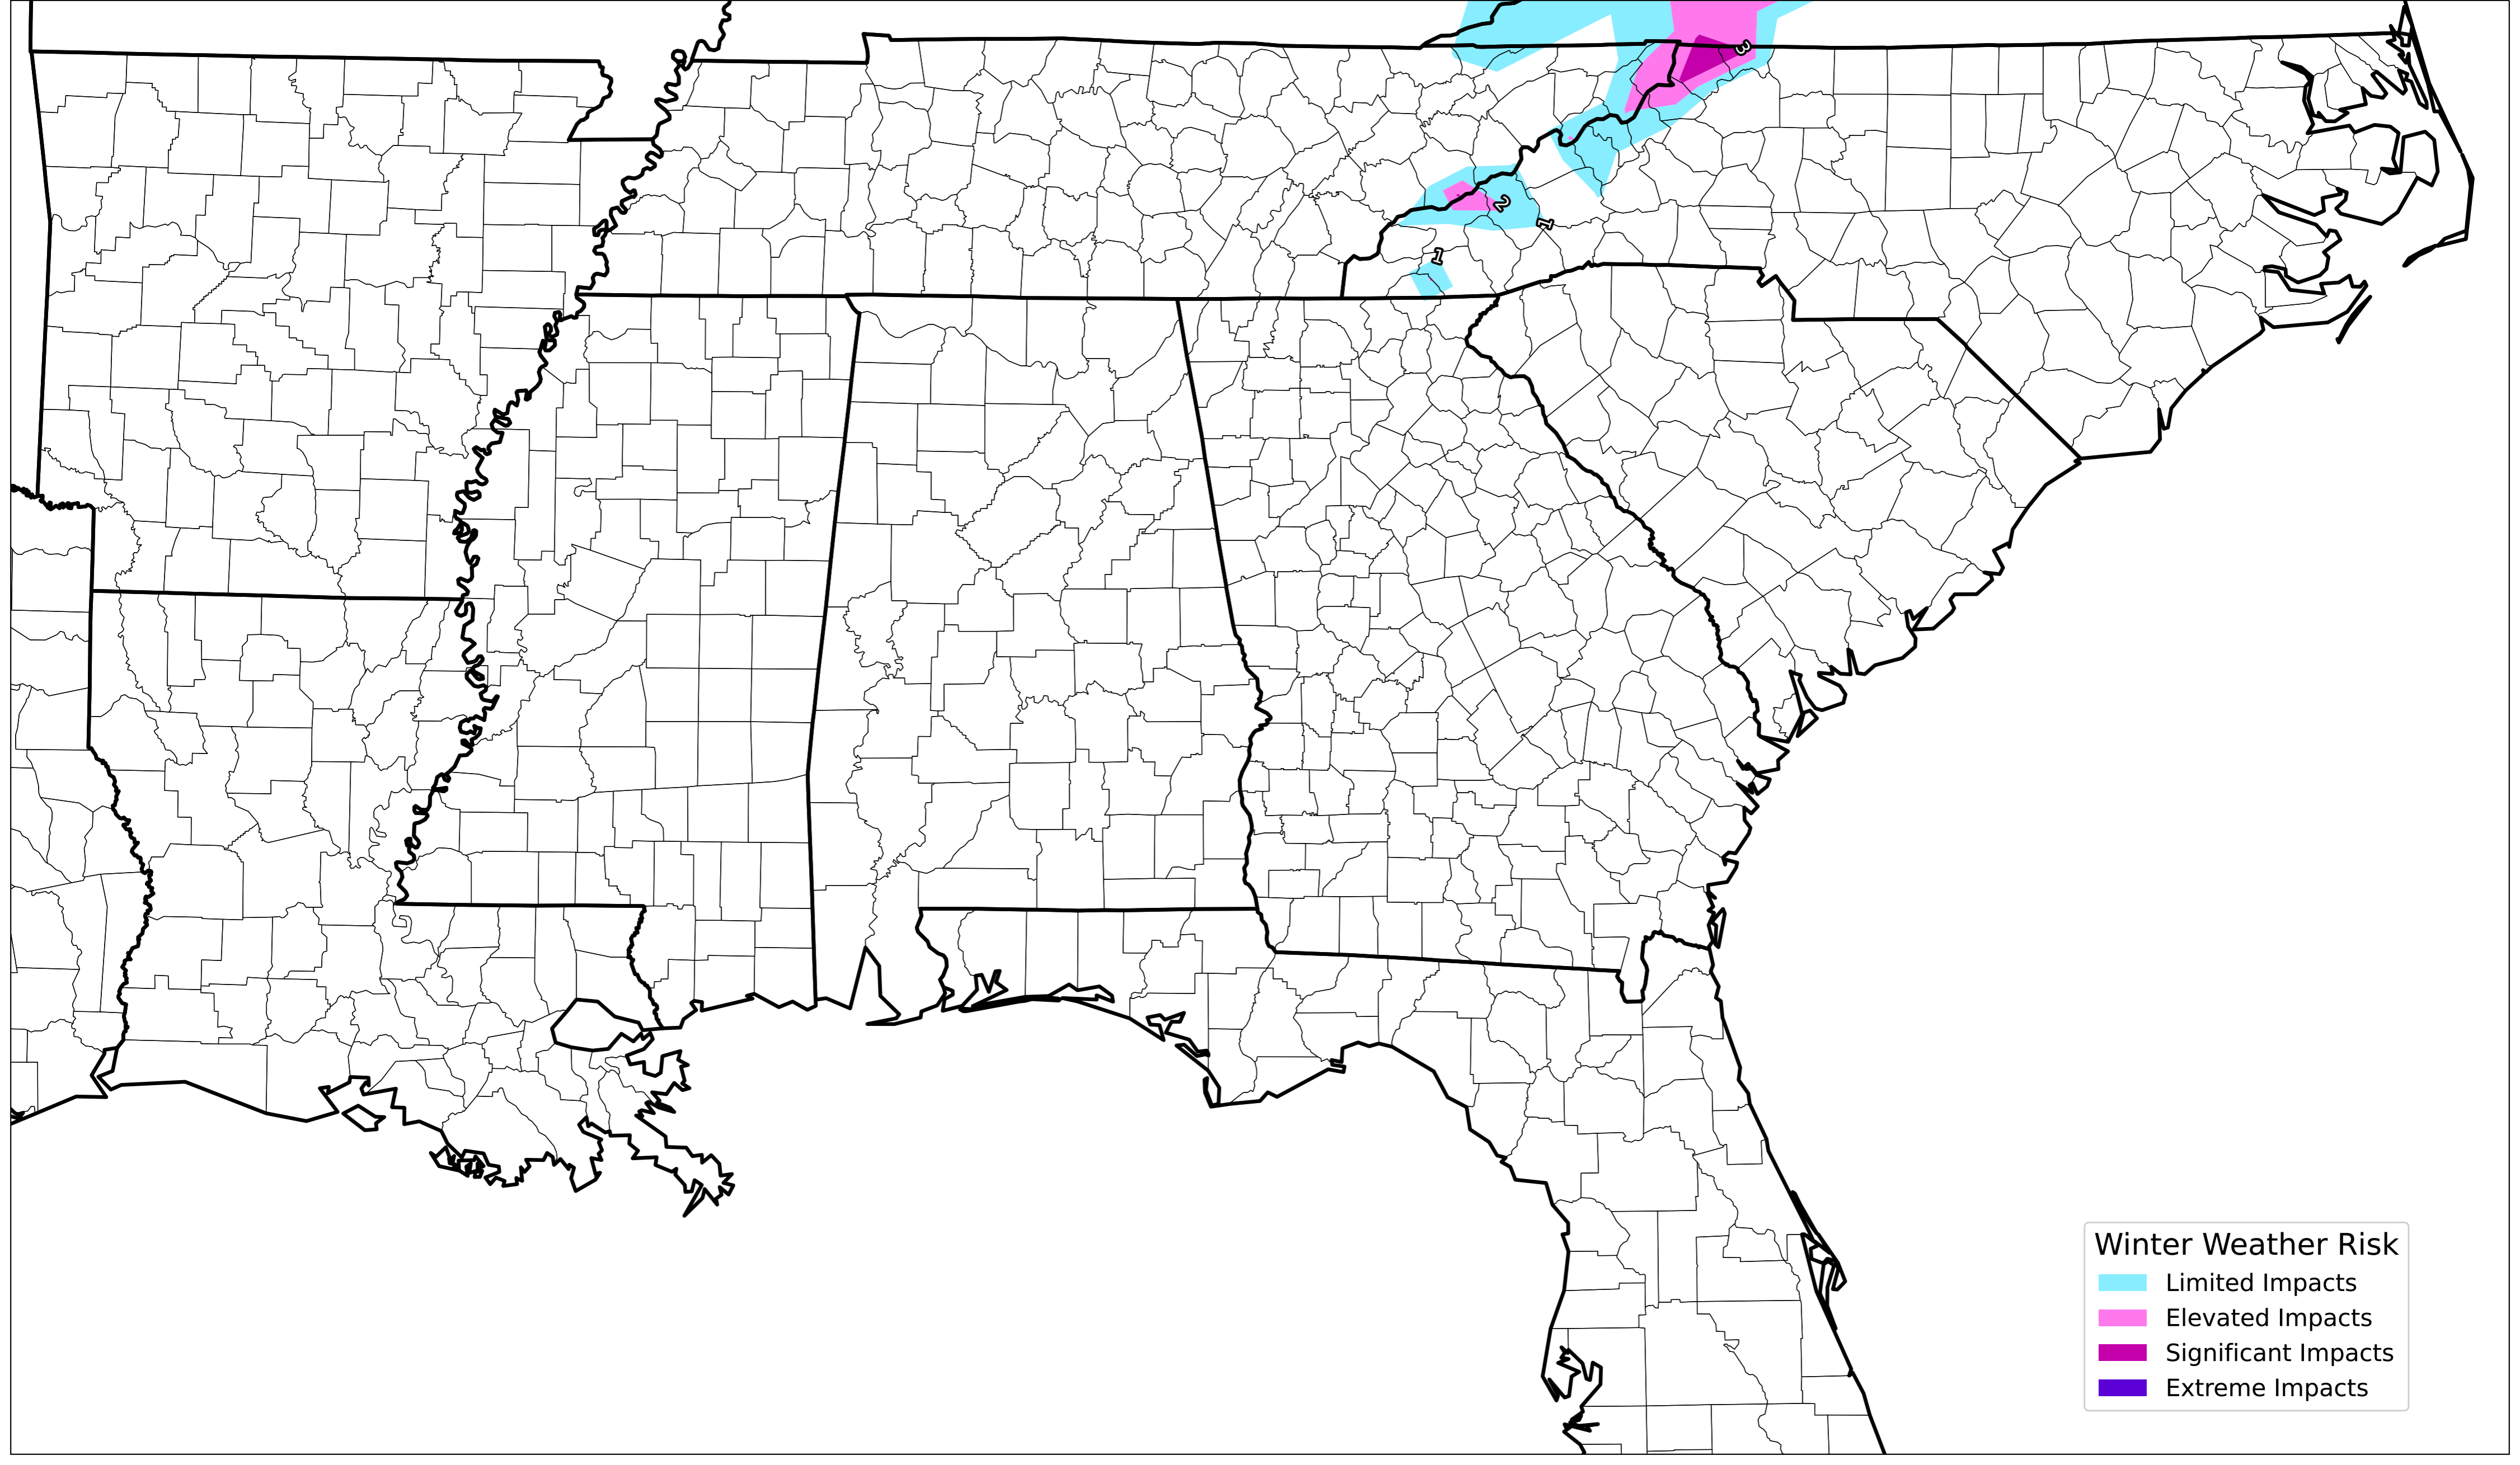 3
2
1
1
Winter Weather Risk
Limited Impacts
Elevated Impacts
Significant Impacts
Extreme Impacts